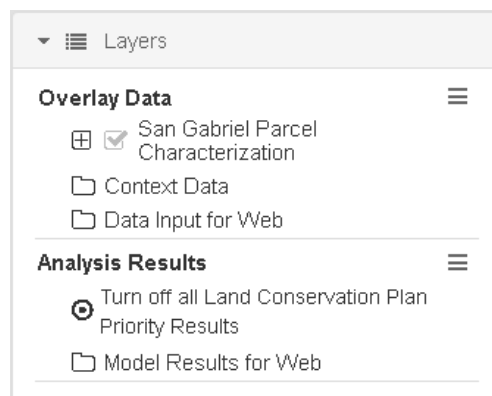 Layers
Overlay Data
San Gabriel Parcel
Characterization
Context Data
Data Input for Web
Analysis Results
Turn off all Land Conservation Plan
Priority Results
Model Results for Web